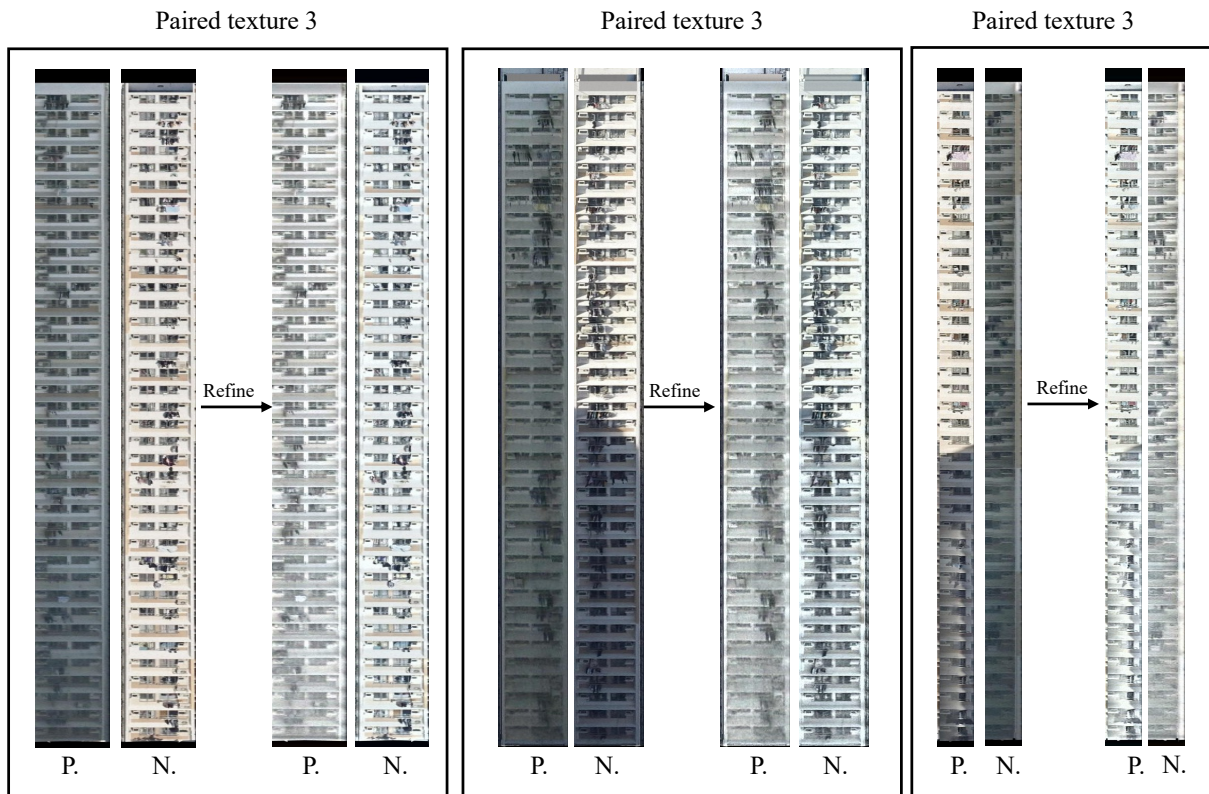 Paired texture 3
Paired texture 3
Paired texture 3
Refine
Refine
Refine
P.
N.
P.
N.
P.
N.
P.
N.
P.
N.
P.
N.